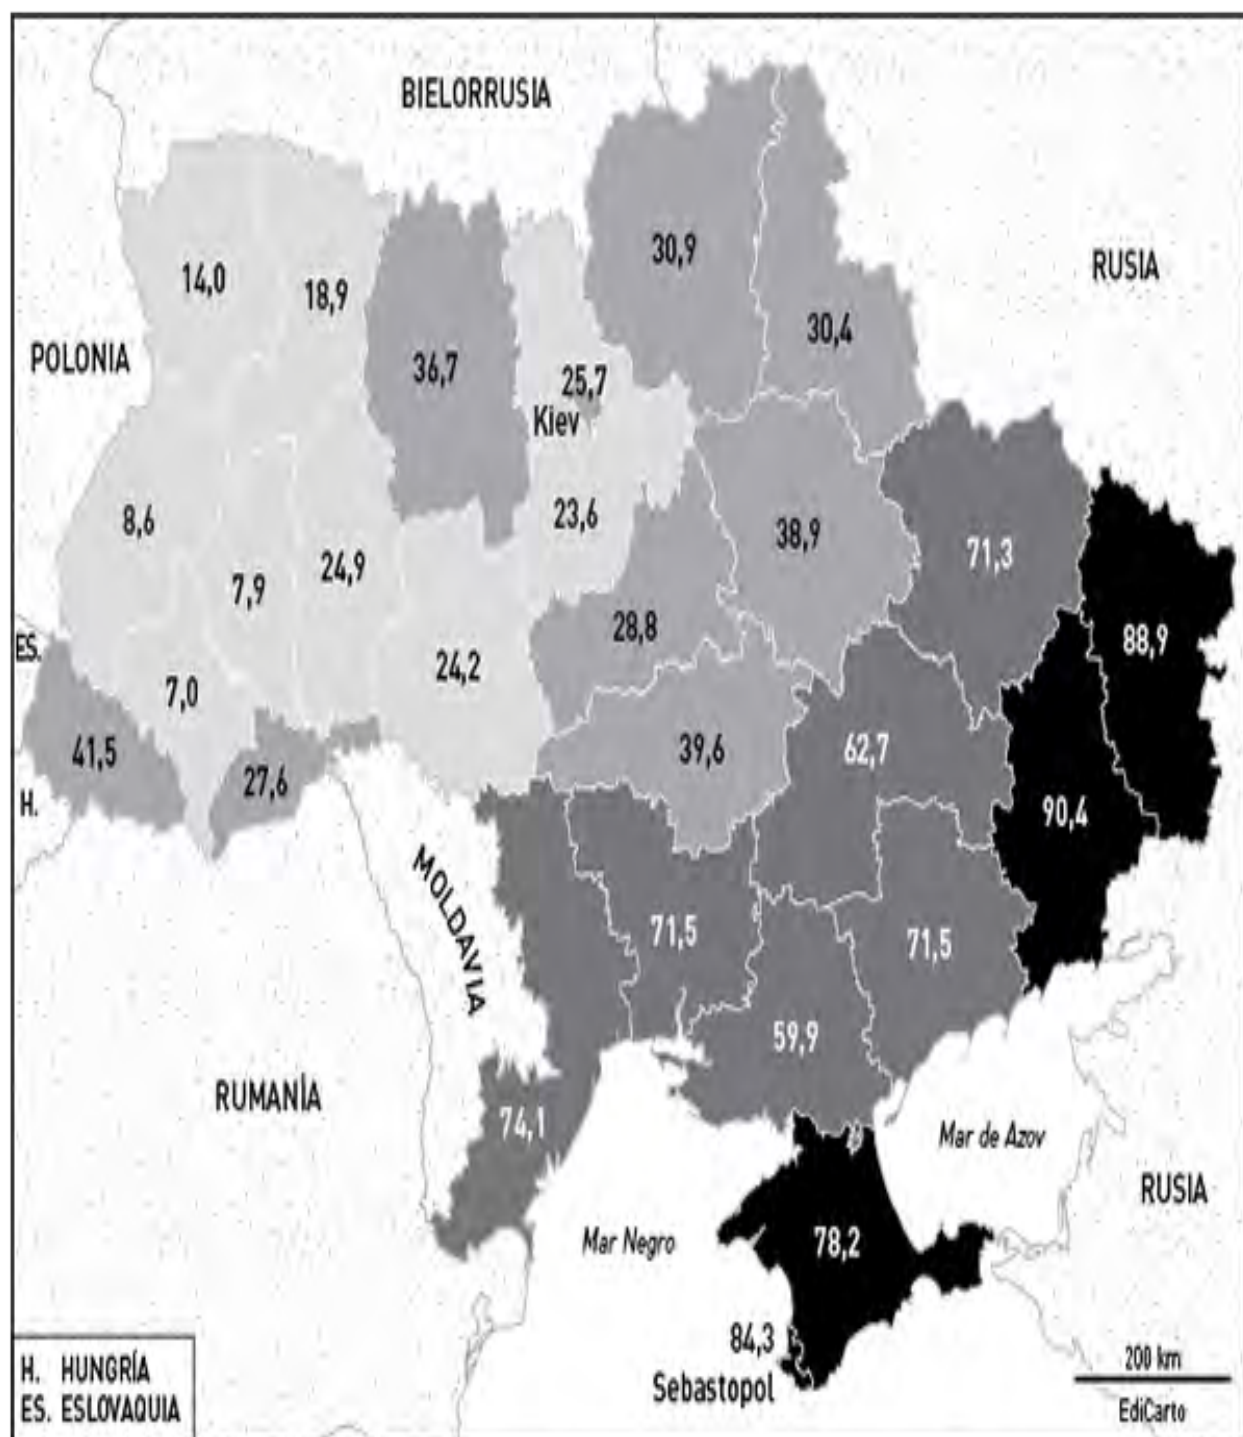 BIELORRUSIA
RUSIA
POLONIA
14,0
18,9
36,7
30,9
30,4
25,7
Kiev
23,6
8,6
7,9
24,9
38,9
71,3
88,9
ES.
7,0
24,2
28,8
41,5
27,6
39,6
62,7
90,4
H.
MOLDAVIA
71,5
71,5
59,9
RUMANÍA
74,1
Mar de Azov
RUSIA
Mar Negro
78,2
84,3
Sebastopol
H. HUNGRÍA
ES. ESLOVAQUIA
200 km
EdiCarto